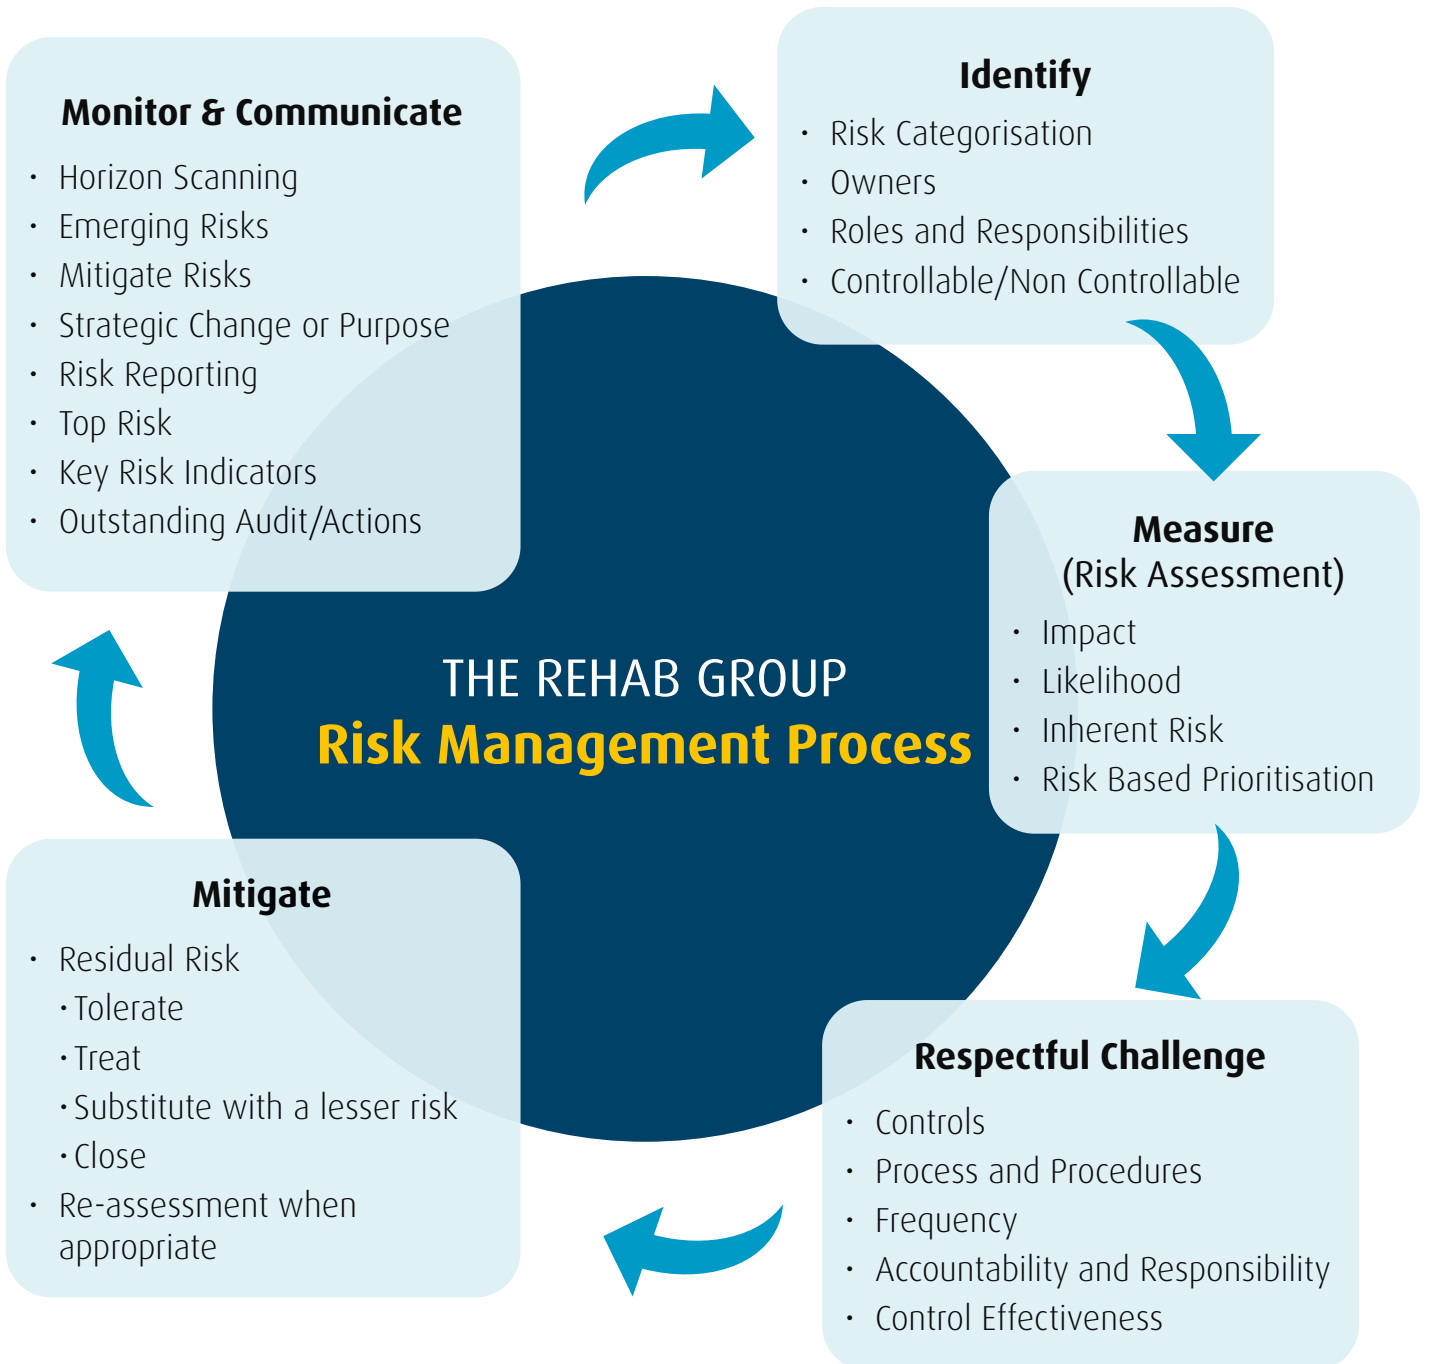 Monitor & Communicate
· Horizon Scanning
· Emerging Risks
· Mitigate Risks
· Strategic Change or Purpose
· Risk Reporting
· Top Risk
· Key Risk Indicators
· Outstanding Audit/Actions
Identify
· Risk Categorisation
· Owners
· Roles and Responsibilities
· Controllable/Non Controllable
Measure
(Risk Assessment)
· Impact
· Likelihood
· Inherent Risk
· Risk Based Prioritisation
THE REHAB GROUP
Risk Management Process
Mitigate
· Residual Risk
· Tolerate
· Treat
· Substitute with a lesser risk
· Close
· Re-assessment when
appropriate
Respectful Challenge
· Controls
· Process and Procedures
· Frequency
· Accountability and Responsibility
· Control Effectiveness